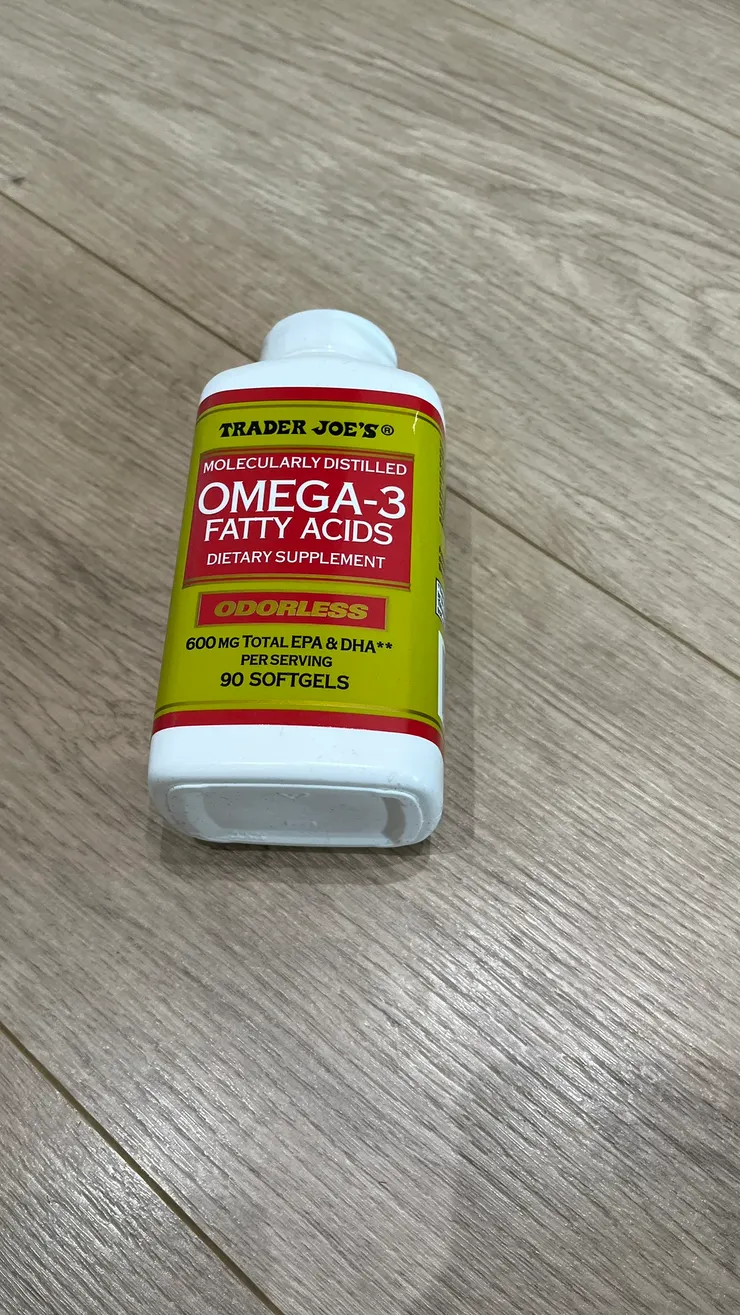 TRADER JOE'S®
MOLECULARLY DISTILLED
OMEGA-3
FATTY ACIDS
DIETARY SUPPLEMENT
ODORLESS
600 MG TOTAL EPA & DHA**
PER SERVING
90 SOFTGELS